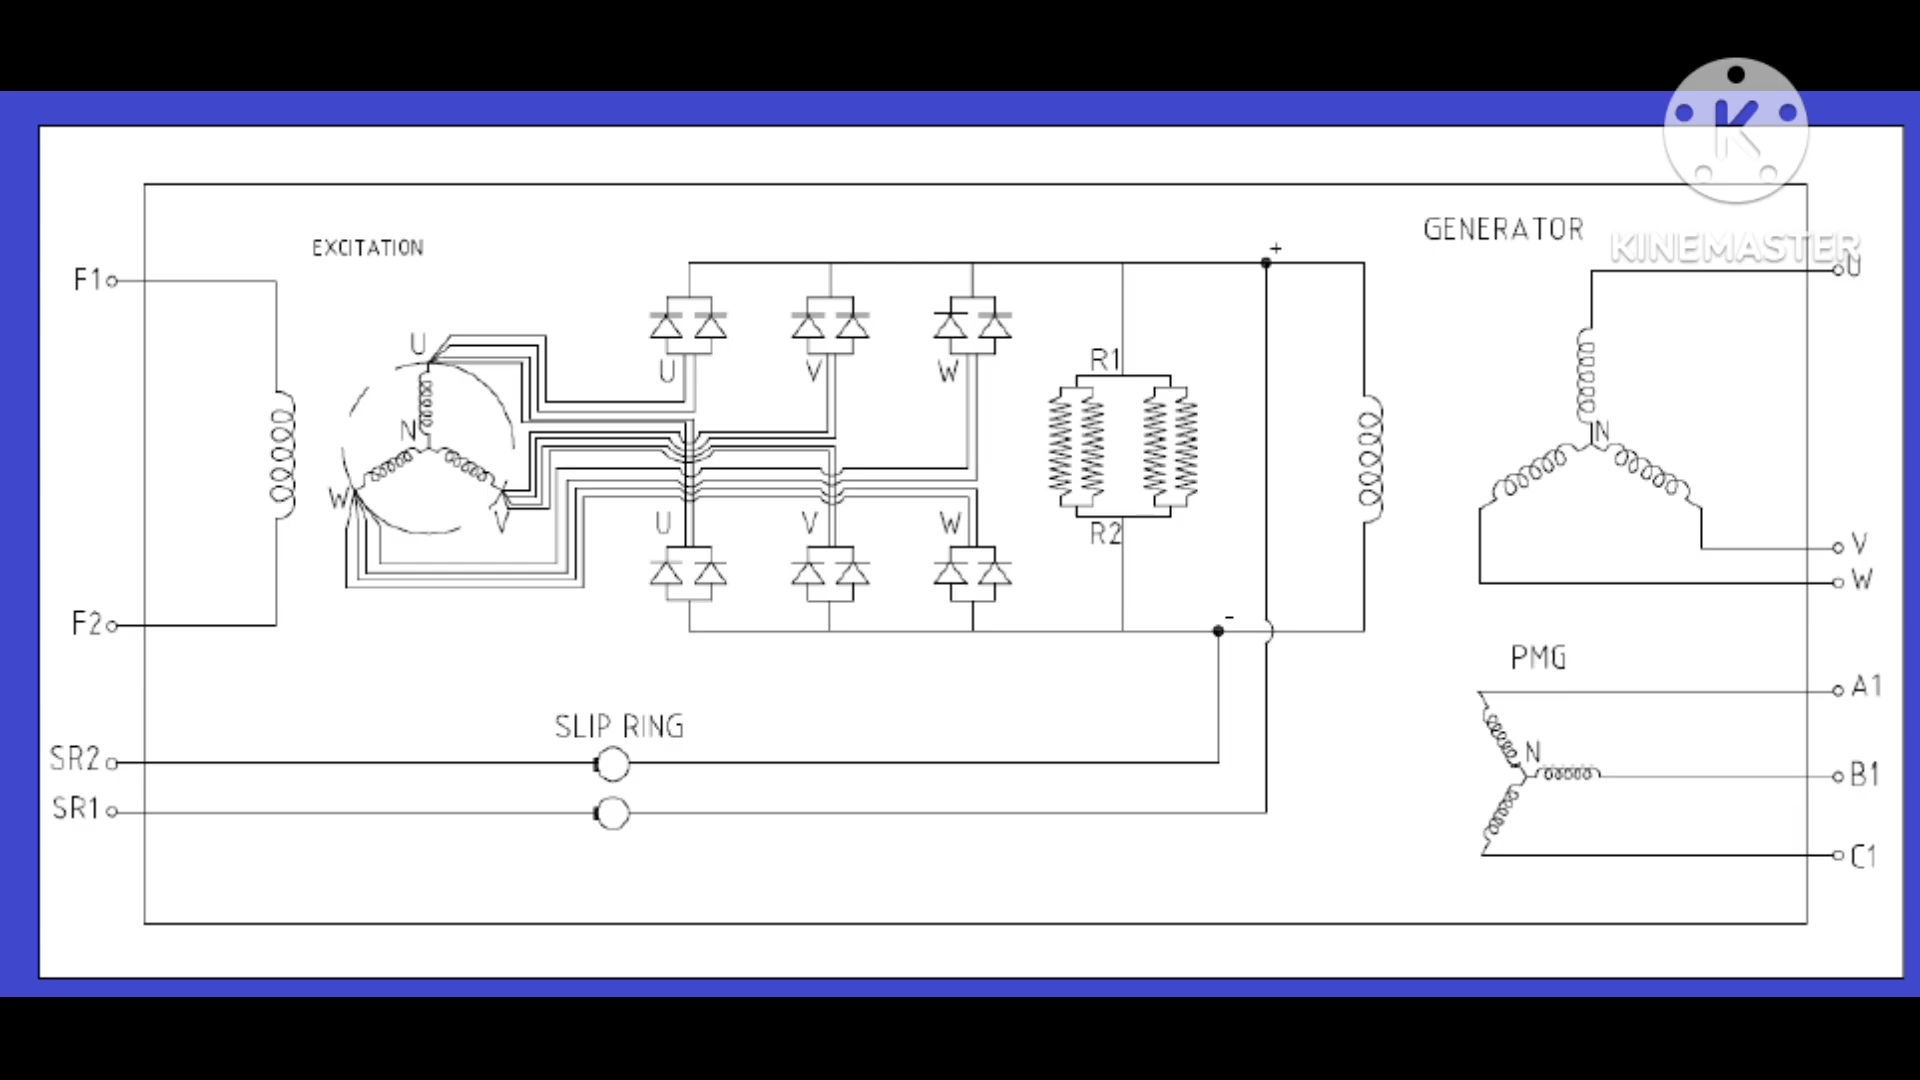 K
KINEMASTER
GENERATOR
EXCITATION
+
F1
U
U
U
V
W
R1
N
N
W
V
U
V
W
R2
V
W
F2
-
PMG
A1
SLIP RING
N
SR2
B1
SR1
C1